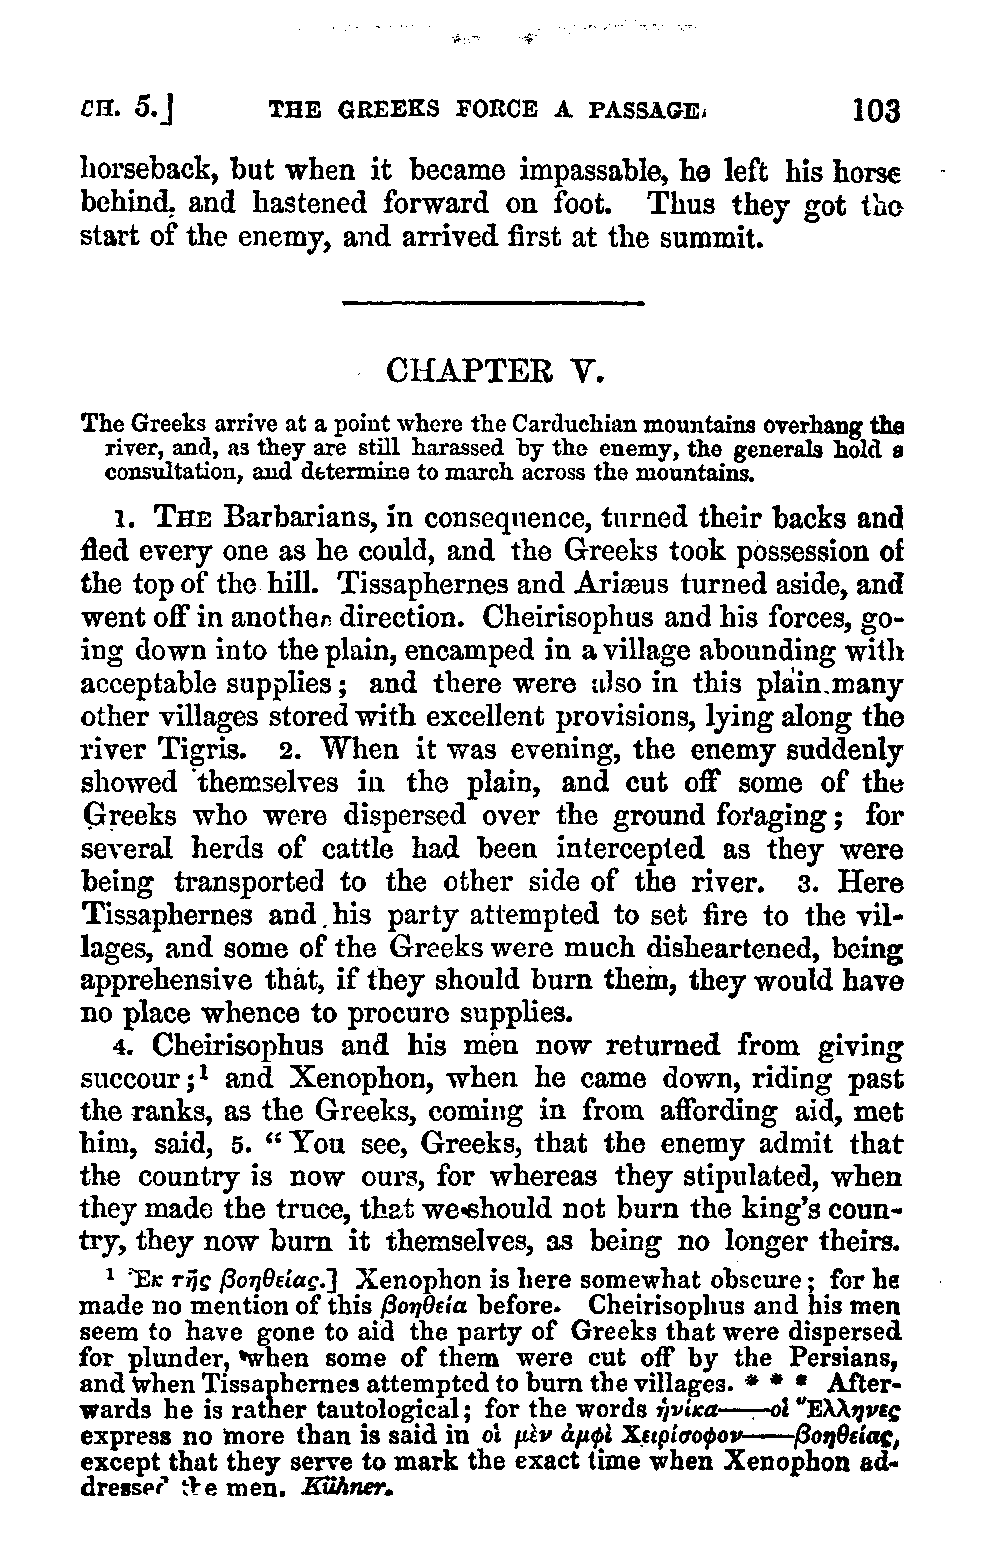 CH. 5.] THE GREEKS FORCE A PASSAGE. 103
horseback, but when it became impassable, he left his horse
behind, and hastened forward on foot. Thus they got the
start of the enemy, and arrived first at the summit.
CHAPTER V.
The Greeks arrive at a point where the Carduchian mountains overhang the
river, and, as they are still harassed by the enemy, the generals hold a
consultation, and determine to march across the mountains.
1. THE Barbarians, in consequence, turned their backs and
fled every one as he could, and the Greeks took possession of
the top of the hill. Tissaphernes and Ariæus turned aside, and
went off in another direction. Cheirisophus and his forces, go-
ing down into the plain, encamped in a village abounding with
acceptable supplies; and there were also in this plain many
other villages stored with excellent provisions, lying along the
river Tigris. 2. When it was evening, the enemy suddenly
showed themselves in the plain, and cut off some of the
Greeks who were dispersed over the ground foraging; for
several herds of cattle had been intercepted as they were
being transported to the other side of the river. 3. Here
Tissaphernes and his party attempted to set fire to the vil-
lages, and some of the Greeks were much disheartened, being
apprehensive that, if they should burn them, they would have
no place whence to procure supplies.
4. Cheirisophus and his men now returned from giving
succour;¹ and Xenophon, when he came down, riding past
the ranks, as the Greeks, coming in from affording aid, met
him, said, 5. “You see, Greeks, that the enemy admit that
the country is now ours, for whereas they stipulated, when
they made the truce, that we should not burn the king's coun-
try, they now burn it themselves, as being no longer theirs.
¹ Ἐκ τῆς βοηθείας.] Xenophon is here somewhat obscure; for he
made no mention of this βοηθεία before. Cheirisophus and his men
seem to have gone to aid the party of Greeks that were dispersed
for plunder, when some of them were cut off by the Persians,
and when Tissaphernes attempted to burn the villages. * * * After-
wards he is rather tautological; for the words ἡνίκα——οἱ Ἕλληνες
express no more than is said in οἱ μὲν ἀμφὶ Χειρίσοφον——βοηθείας,
except that they serve to mark the exact time when Xenophon ad-
dressed the men. Kühner.